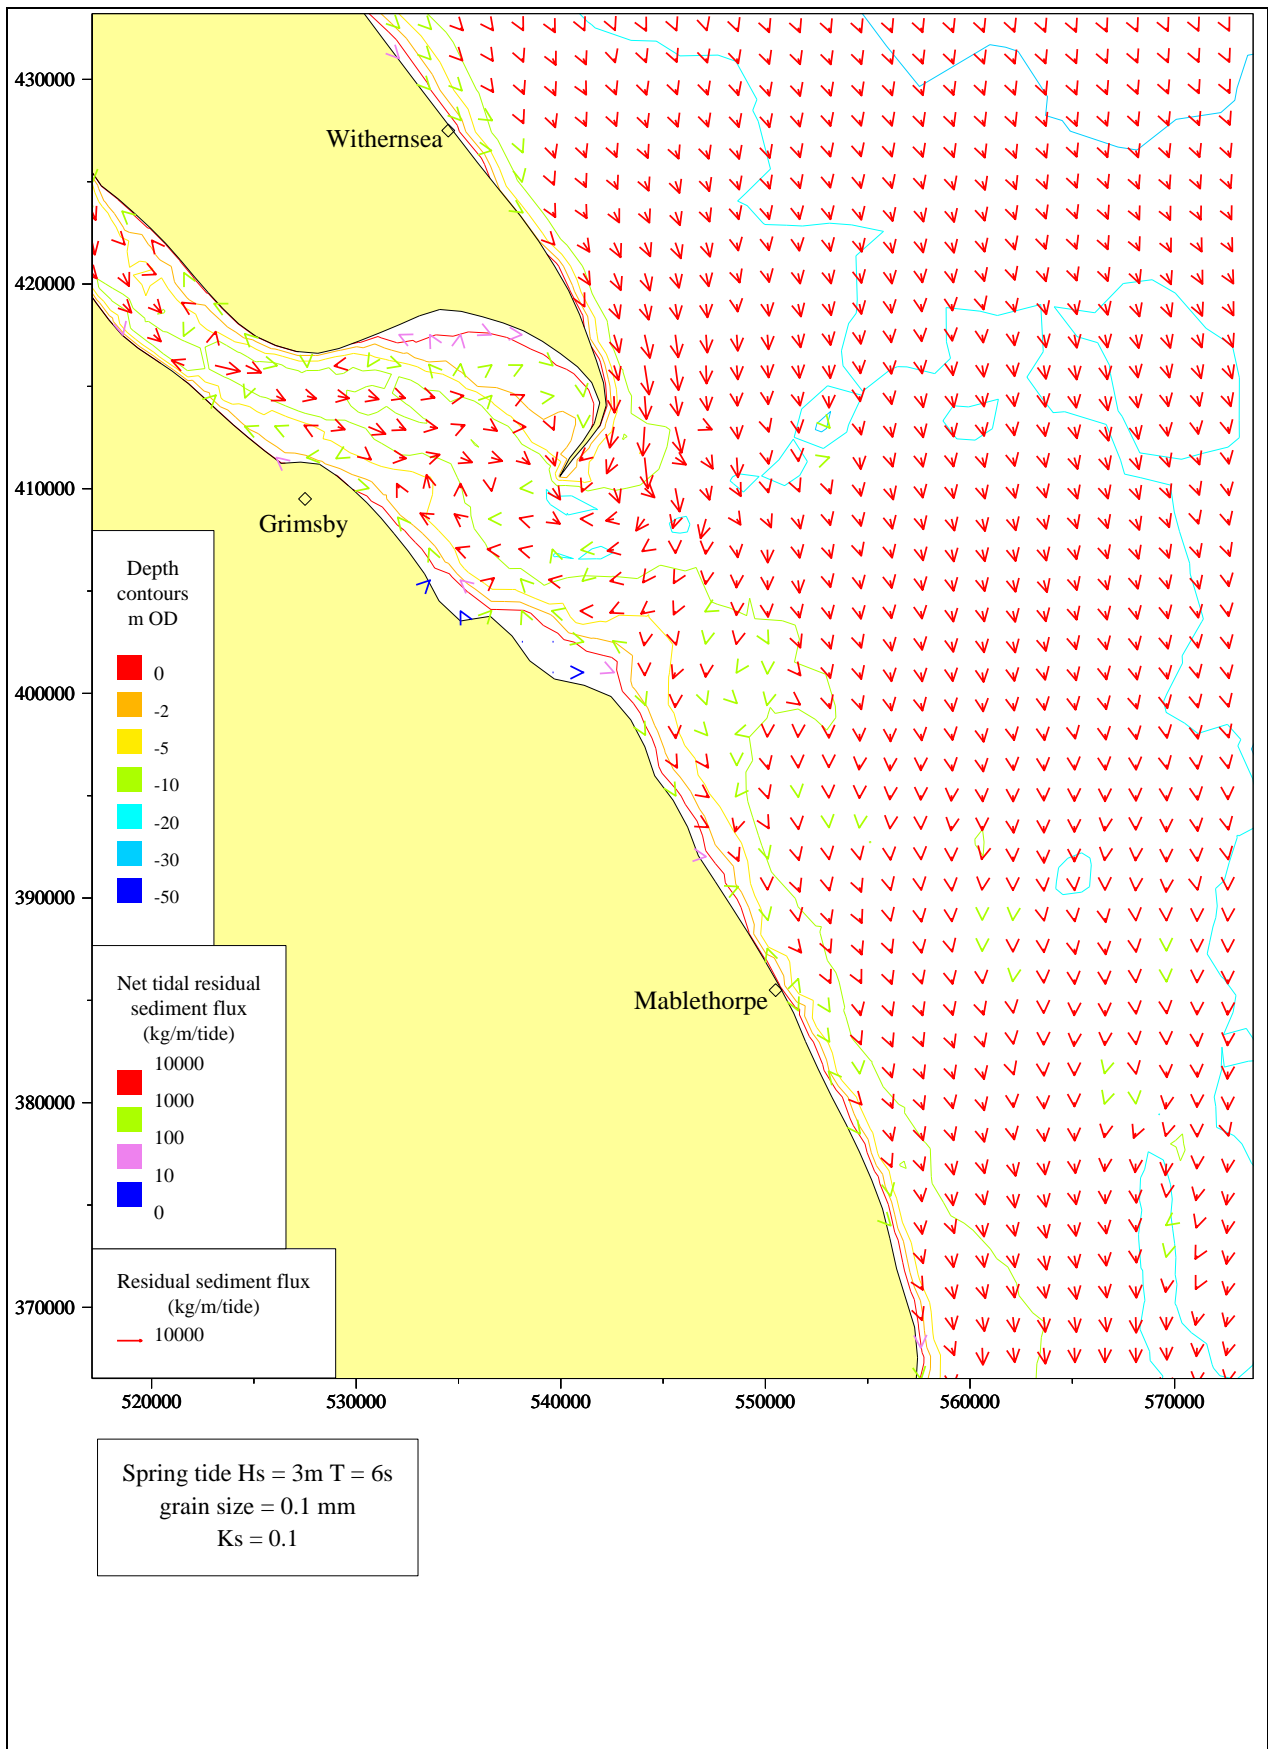 430000
Withernsea
420000
410000
Grimsby
Depth
contours
m OD
0
-2
-5
-10
-20
-30
-50
400000
390000
Net tidal residual
sediment flux
(kg/m/tide)
10000
1000
100
10
0
Mablethorpe
380000
Residual sediment flux
(kg/m/tide)
10000
370000
520000 530000 540000 550000 560000 570000
Spring tide Hs = 3m T = 6s
grain size = 0.1 mm
Ks = 0.1